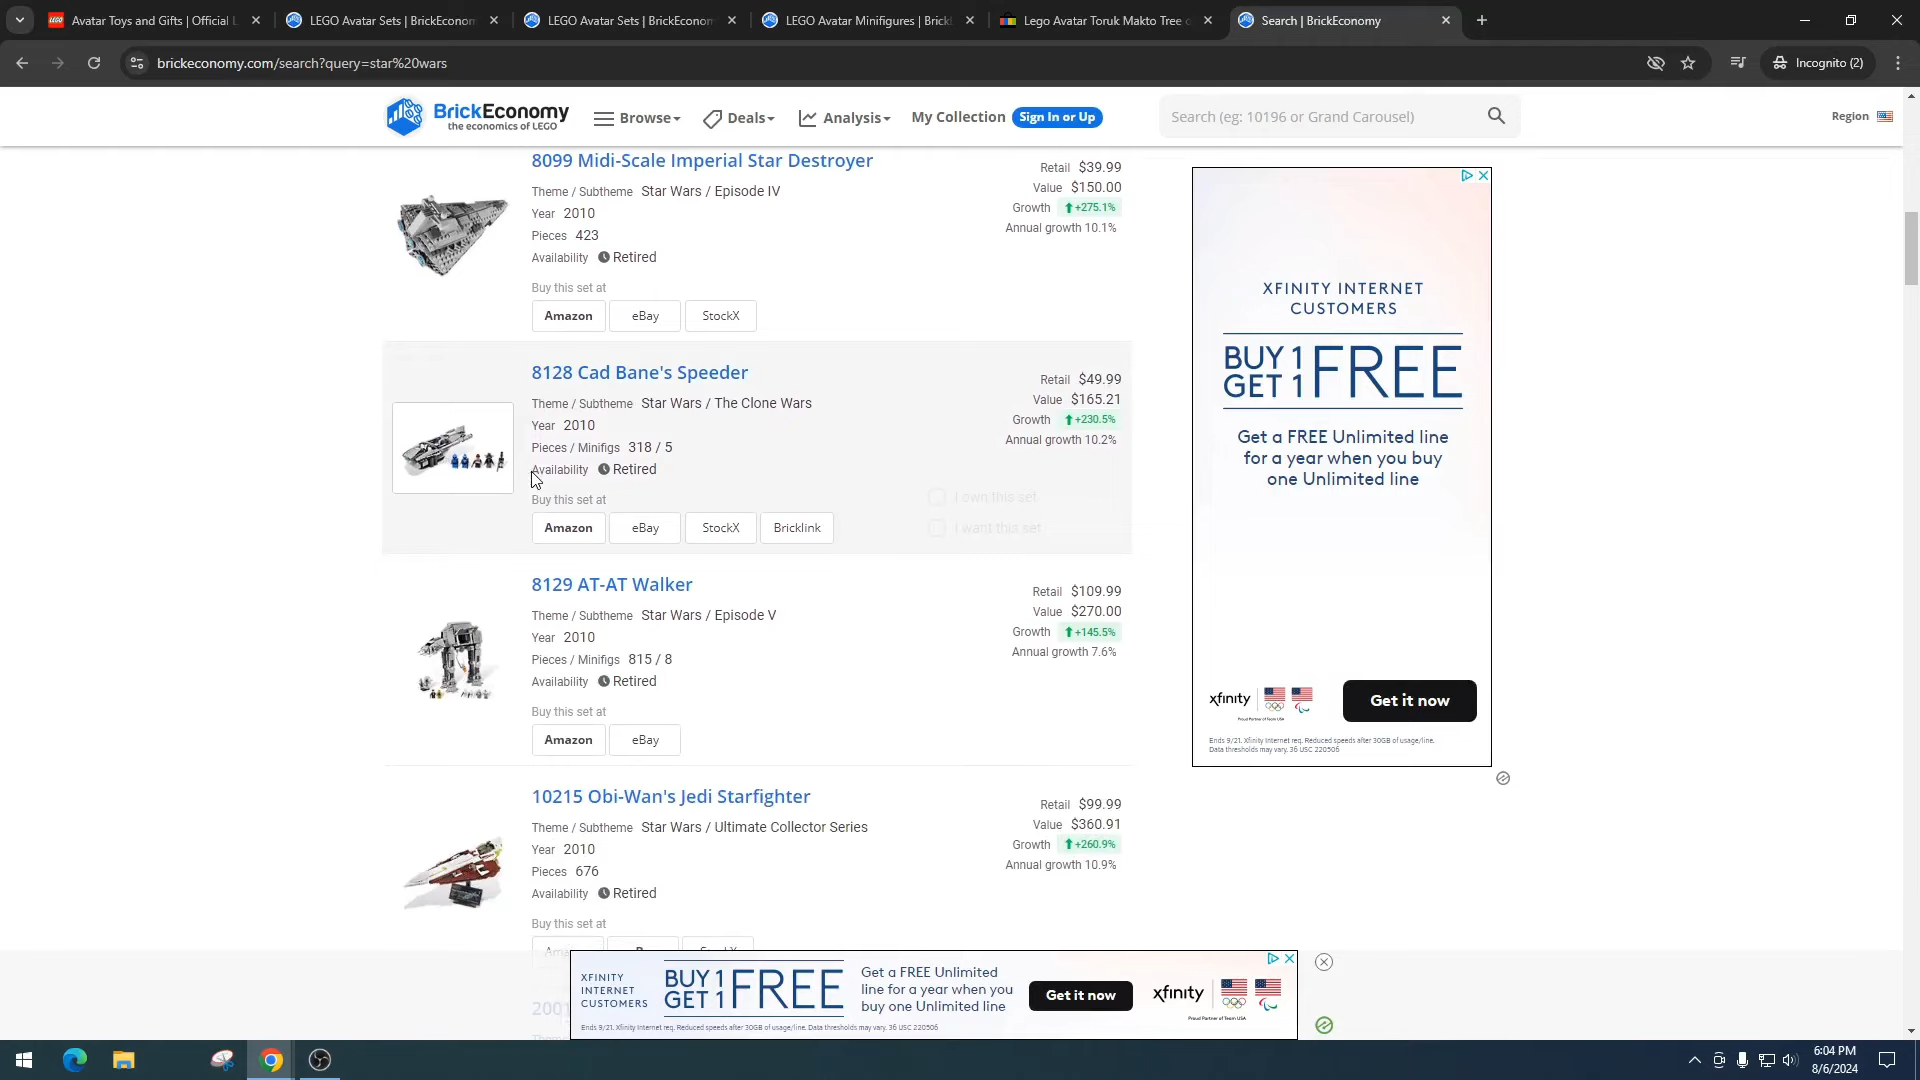 Avatar Toys and Gifts | Official L
LEGO Avatar Sets | BrickEconom
LEGO Avatar Sets | BrickEconom
LEGO Avatar Minifigures | BrickL
Lego Avatar Toruk Makto Tree o
Search | BrickEconomy
brickeconomy.com/search?query=star%20wars
Incognito (2)
BrickEconomy
the economics of LEGO
Browse
Deals
Analysis
My Collection
Sign In or Up
Search (eg: 10196 or Grand Carousel)
Region
8099 Midi-Scale Imperial Star Destroyer
Theme / Subtheme Star Wars / Episode IV
Year 2010
Pieces 423
Availability Retired
Retail $39.99
Value $150.00
Growth +275.1%
Annual growth 10.1%
Buy this set at
Amazon eBay StockX
8128 Cad Bane's Speeder
Theme / Subtheme Star Wars / The Clone Wars
Year 2010
Pieces / Minifigs 318 / 5
Availability Retired
Retail $49.99
Value $165.21
Growth +230.5%
Annual growth 10.2%
I own this set
I want this set
Buy this set at
Amazon eBay StockX Bricklink
8129 AT-AT Walker
Theme / Subtheme Star Wars / Episode V
Year 2010
Pieces / Minifigs 815 / 8
Availability Retired
Retail $109.99
Value $270.00
Growth +145.5%
Annual growth 7.6%
Buy this set at
Amazon eBay
10215 Obi-Wan's Jedi Starfighter
Theme / Subtheme Star Wars / Ultimate Collector Series
Year 2010
Pieces 676
Availability Retired
Retail $99.99
Value $360.91
Growth +260.9%
Annual growth 10.9%
Buy this set at
XFINITY INTERNET
CUSTOMERS
BUY 1
GET 1 FREE
Get a FREE Unlimited line
for a year when you buy
one Unlimited line
xfinity
Proud Partner of Team USA
Get it now
Ends 9/21. Xfinity Internet req. Reduced speeds after 30GB of usage/line.
Data thresholds may vary. 36 USC 220506
XFINITY
INTERNET
CUSTOMERS
BUY 1
GET 1 FREE
Get a FREE Unlimited
line for a year when you
buy one Unlimited line
Get it now
xfinity
Proud Partner of Team USA
Ends 9/21. Xfinity Internet req. Reduced speeds after 30GB of usage/line. Data thresholds may vary. 36 USC 220506
6:04 PM
8/6/2024